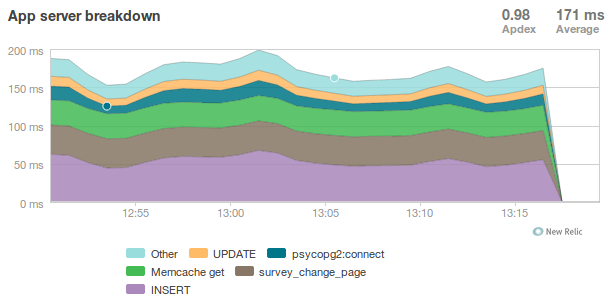 App server breakdown
0.98 171 ms
Apdex Average
200 ms
150 ms
100 ms
50 ms
0 ms
12:55 13:00 13:05 13:10 13:15
New Relic
Other UPDATE psycopg2:connect
Memcache get survey_change_page
INSERT